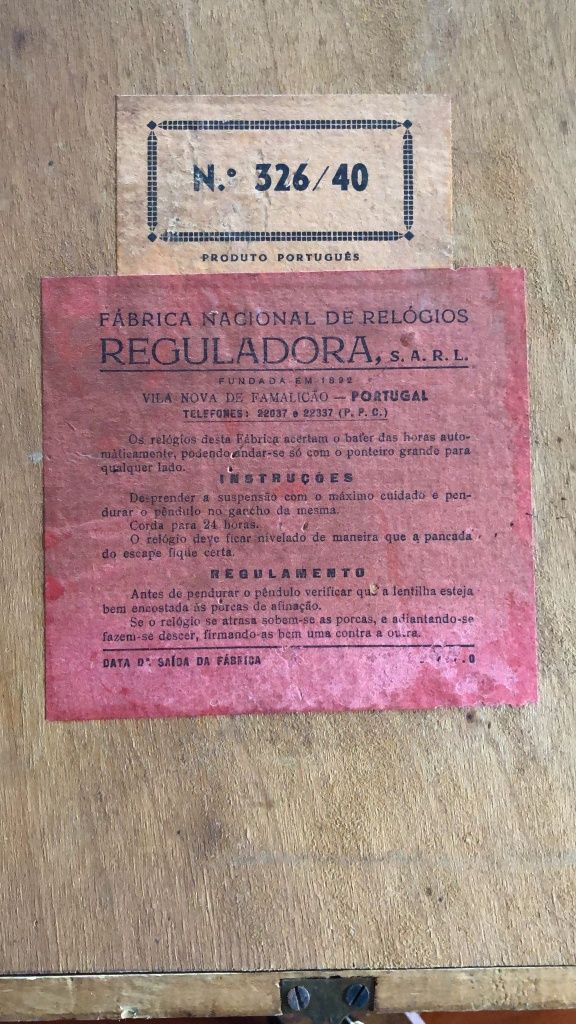 N.º 326/40
PRODUTO PORTUGUÊS
FÁBRICA NACIONAL DE RELÓGIOS
REGULADORA, S. A. R. L.
FUNDADA EM 1892
VILA NOVA DE FAMALICÃO — PORTUGAL
TELEFONES: 22037 e 22337 (P. P. C.)
Os relógios desta Fábrica acertam o bater das horas auto-
màticamente, podendo andar-se só com o ponteiro grande para
qualquer lado.
INSTRUÇÕES
Desprender a suspensão com o máximo cuidado e pen-
durar o pêndulo no gancho da mesma.
Corda para 24 horas.
O relógio deve ficar nivelado de maneira que a pancada
do escape fique certa.
REGULAMENTO
Antes de pendurar o pêndulo verificar que a lentilha esteja
bem encostada às porcas de afinação.
Se o relógio se atrasa sobem-se as porcas, e adiantando-se
fazem-se descer, firmando-as bem uma contra a outra.
DATA DA SAÍDA DA FÁBRICA